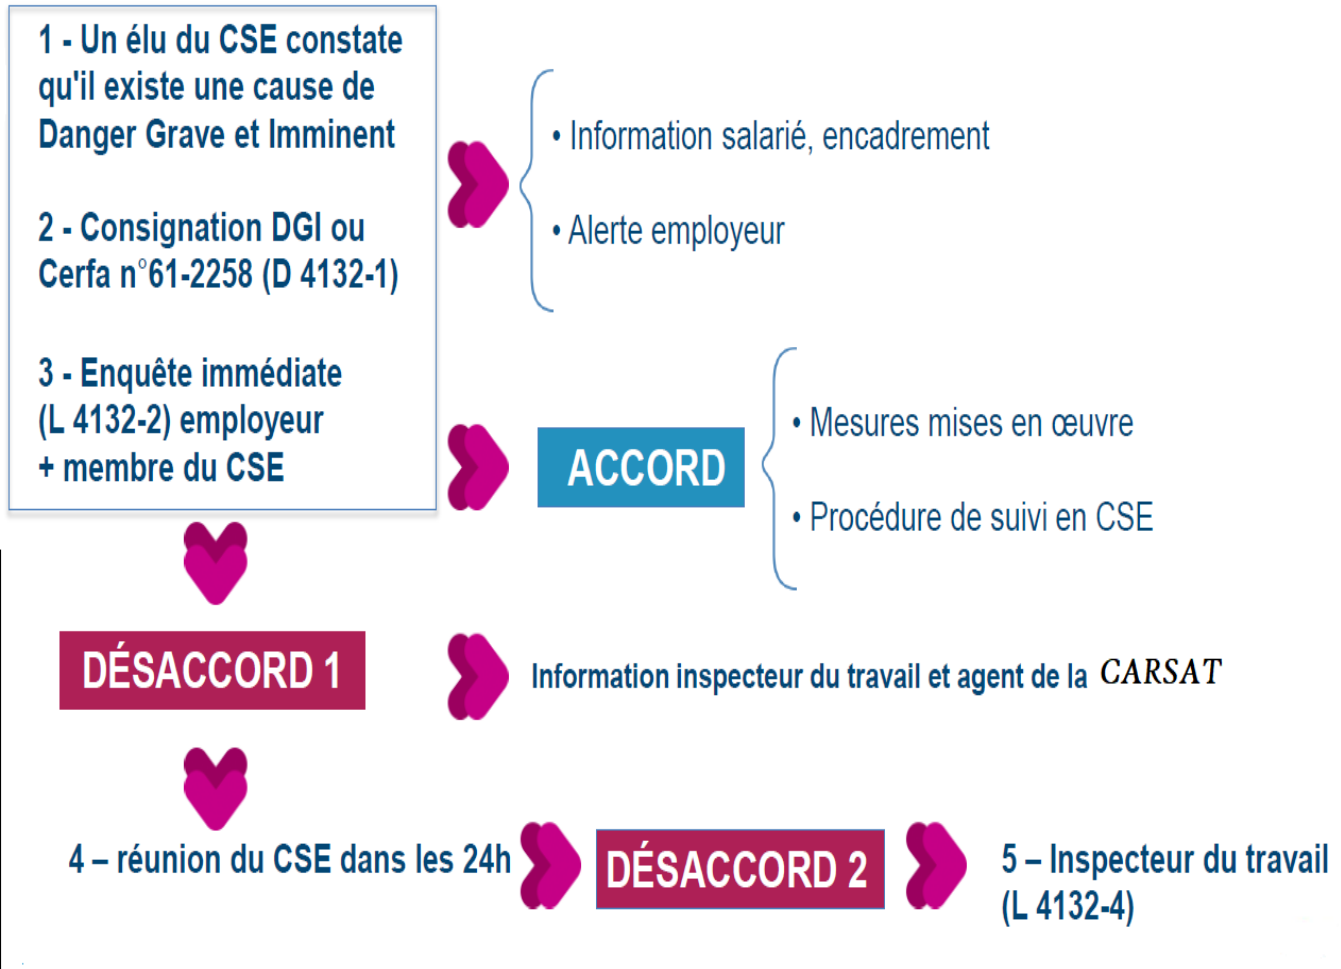 1 - Un élu du CSE constate
qu'il existe une cause de
Danger Grave et Imminent
2 - Consignation DGI ou
Cerfa n°61-2258 (D 4132-1)
3 - Enquête immédiate
(L 4132-2) employeur
+ membre du CSE
• Information salarié, encadrement
• Alerte employeur
ACCORD
• Mesures mises en œuvre
• Procédure de suivi en CSE
DÉSACCORD 1
Information inspecteur du travail et agent de la CARSAT
4 – réunion du CSE dans les 24h
DÉSACCORD 2
5 – Inspecteur du travail
(L 4132-4)